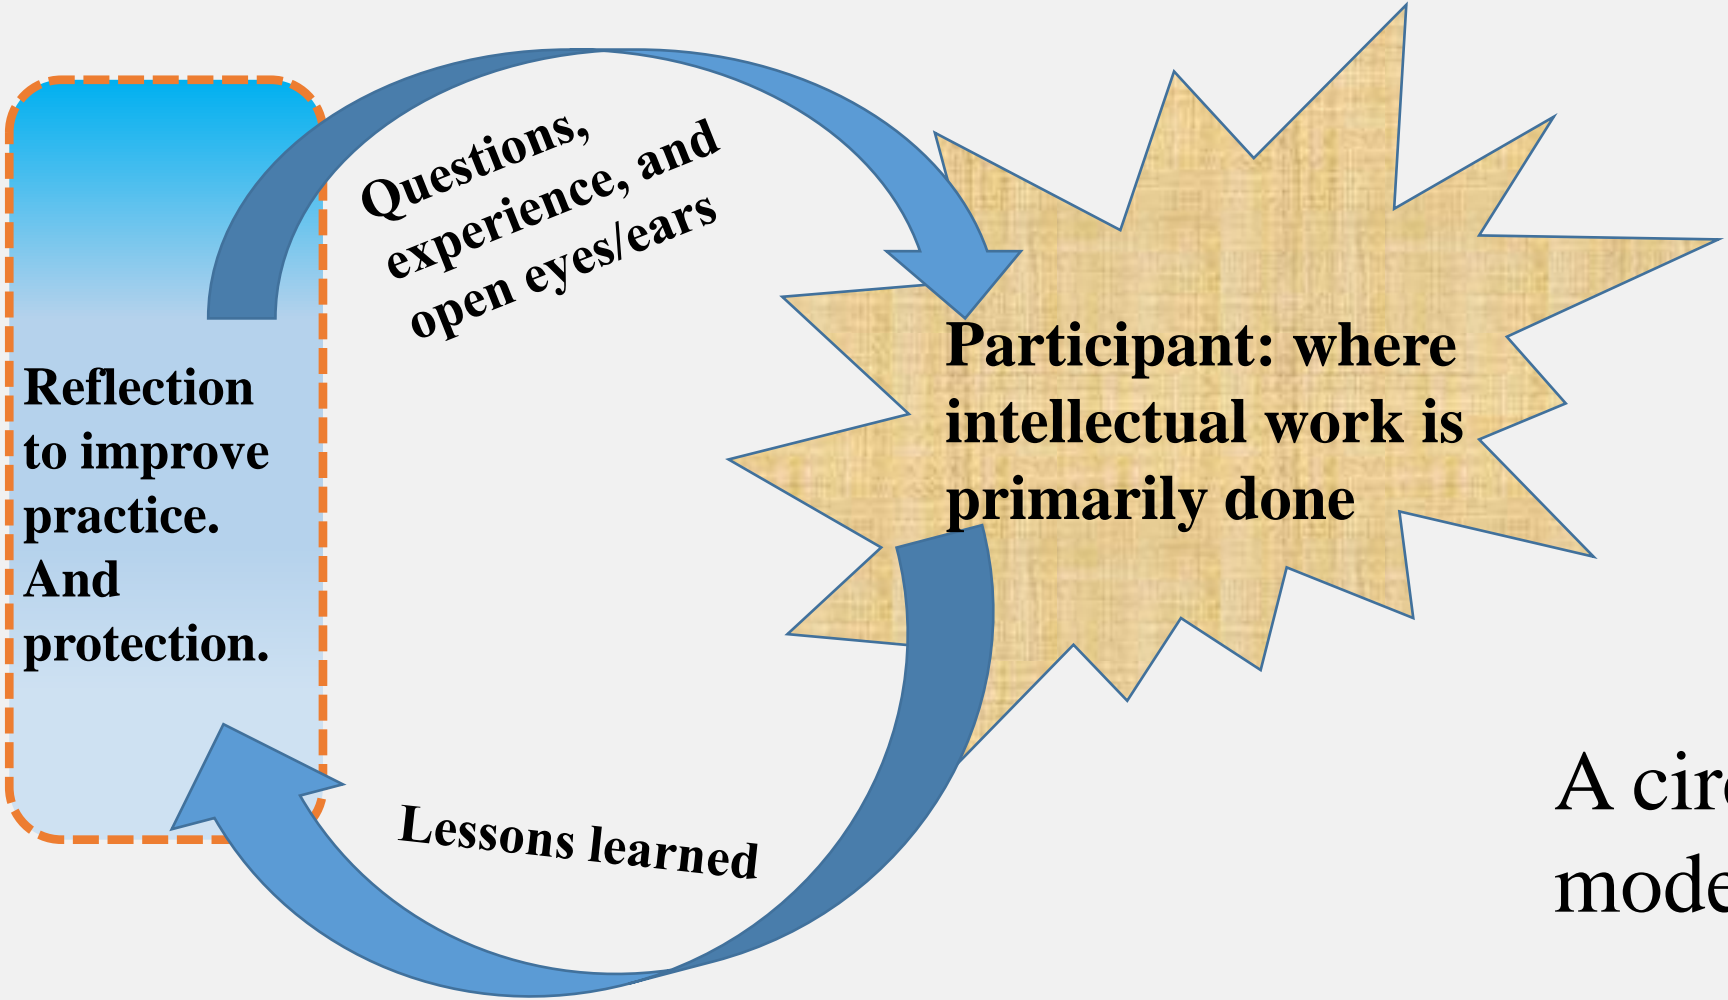 Questions,
experience, and
open eyes/ears
Reflection
to improve
practice.
And
protection.
Participant: where
intellectual work is
primarily done
Lessons learned
A